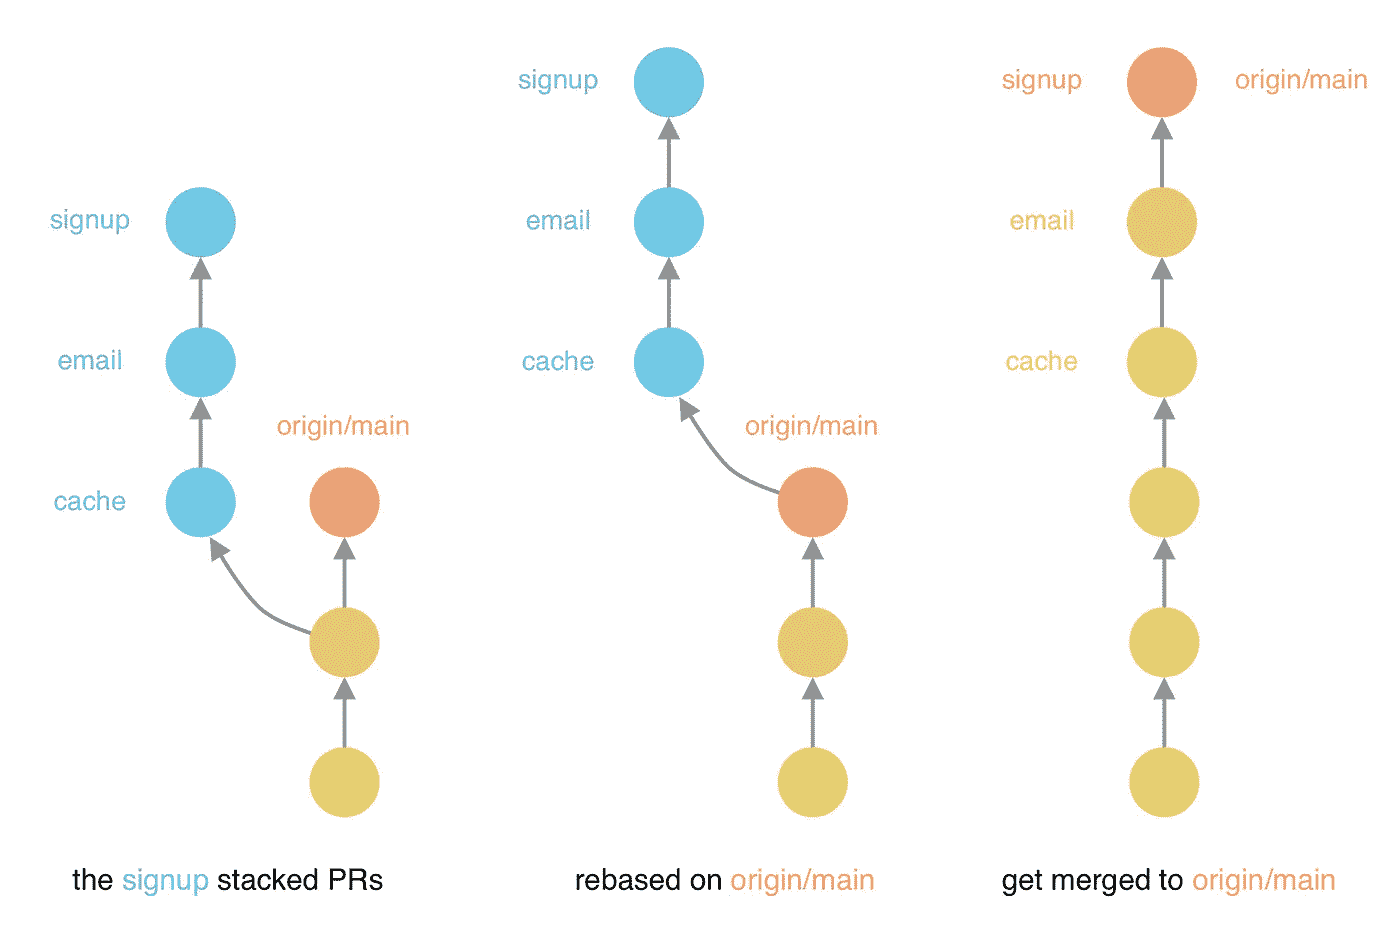 signup
email
origin/main
cache
the signup stacked PRs
signup
email
cache
origin/main
rebased on origin/main
signup origin/main
email
cache
get merged to origin/main